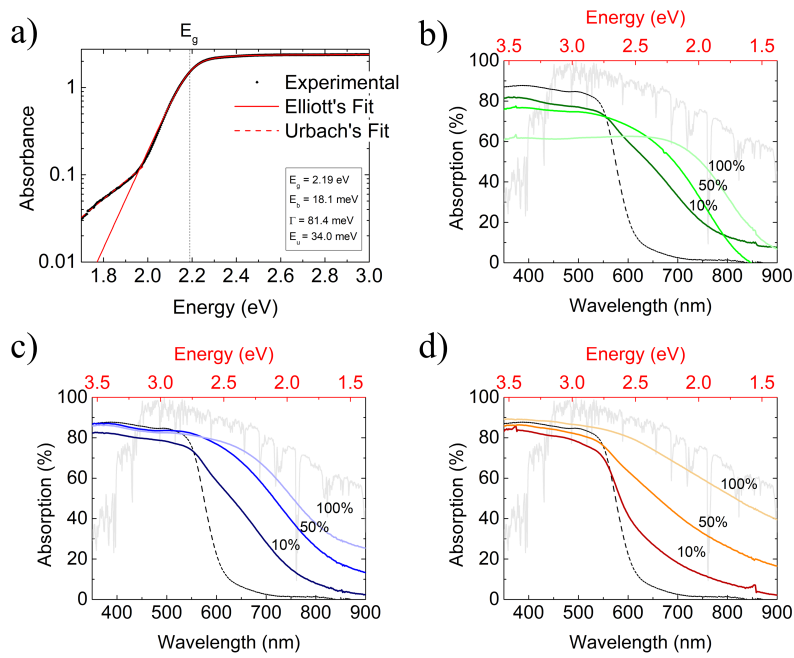 a)
E_g
Absorbance
1
0.1
0.01
Experimental
Elliott's Fit
Urbach's Fit
E_g = 2.19 eV
E_b = 18.1 meV
Γ = 81.4 meV
E_u = 34.0 meV
1.8 2.0 2.2 2.4 2.6 2.8 3.0
Energy (eV)
b)
Energy (eV)
3.5 3.0 2.5 2.0 1.5
Absorption (%)
100
80
60
40
20
0
100%
50%
10%
400 500 600 700 800 900
Wavelength (nm)
c)
Energy (eV)
3.5 3.0 2.5 2.0 1.5
Absorption (%)
100
80
60
40
20
0
100%
50%
10%
400 500 600 700 800 900
Wavelength (nm)
d)
Energy (eV)
3.5 3.0 2.5 2.0 1.5
Absorption (%)
100
80
60
40
20
0
100%
50%
10%
400 500 600 700 800 900
Wavelength (nm)